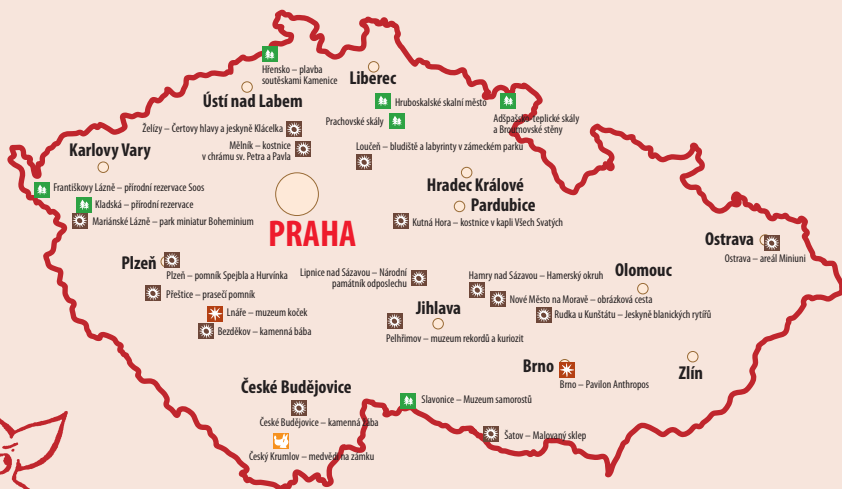 Hřensko – plavba
soutěskami Kamenice
Liberec
Ústí nad Labem
Hruboskalské skalní město
Prachovské skály
Adšpašsko-teplické skály
a Broumovské stěny
Želízy – Čertovy hlavy a jeskyně Klácelka
Mělník – kostnice
v chrámu sv. Petra a Pavla
Loučeň – bludiště a labyrinty v zámeckém parku
Karlovy Vary
Františkovy Lázně – přírodní rezervace Soos
Kladská – přírodní rezervace
Mariánské Lázně – park miniatur Boheminium
Hradec Králové
Pardubice
PRAHA
Kutná Hora – kostnice v kapli Všech Svatých
Ostrava
Ostrava – areál Miniuni
Plzeň
Plzeň – pomník Spejbla a Hurvínka
Přeštice – prasečí pomník
Lipnice nad Sázavou – Národní
památník odposlechu
Hamry nad Sázavou – Hamerský okruh
Olomouc
Nové Město na Moravě – obrázková cesta
Rudka u Kunštátu – Jeskyně blanických rytířů
Jihlava
Pelhřimov – muzeum rekordů a kuriozit
Lnáře – muzeum koček
Bezděkov – kamenná bába
Brno
Brno – Pavilon Anthropos
Zlín
České Budějovice
České Budějovice – kamenná žába
Český Krumlov – medvědi na zámku
Slavonice – Muzeum samorostů
Šatov – Malovaný sklep